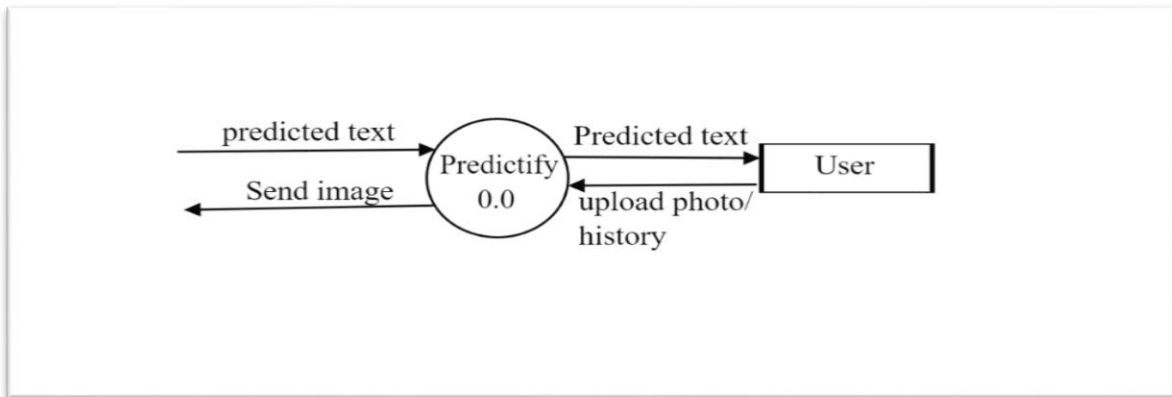 predicted text
Send image
Predictify
0.0
Predicted text
upload photo/
history
User